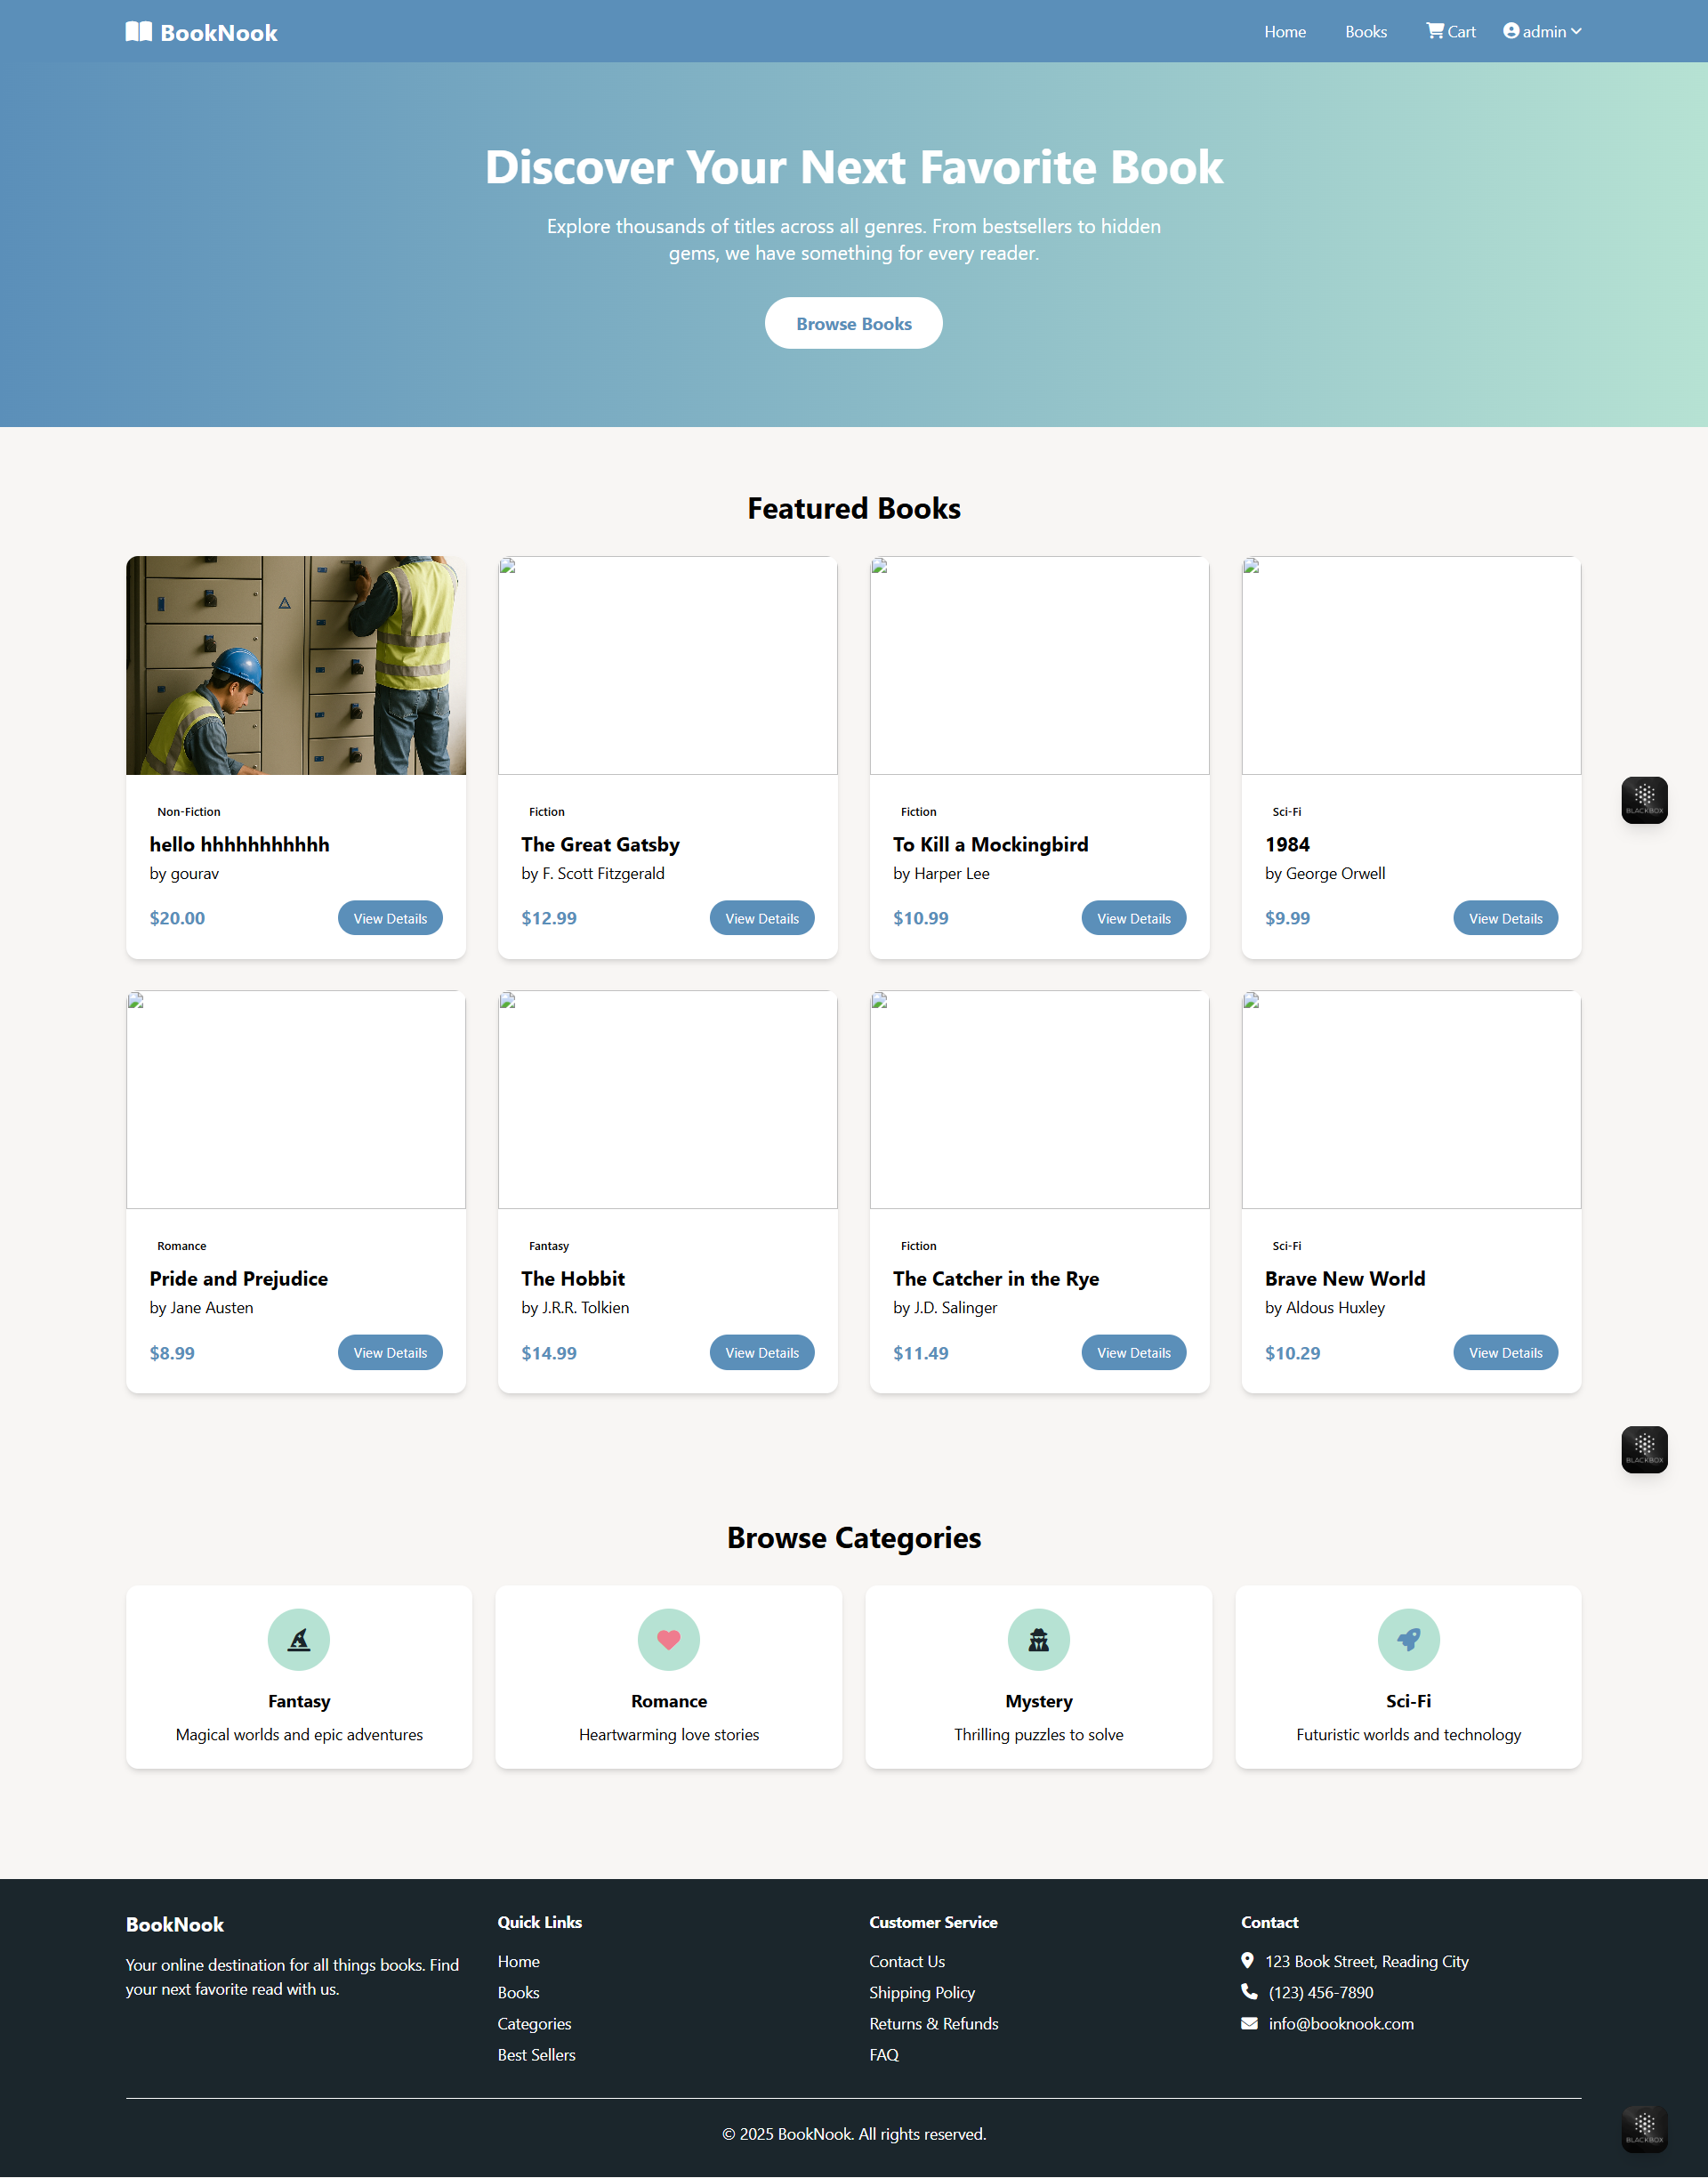 BookNook
Home
Books
Cart
admin
Discover Your Next Favorite Book
Explore thousands of titles across all genres. From bestsellers to hidden
gems, we have something for every reader.
Browse Books
Featured Books
Non-Fiction
hello hhhhhhhhhhh
by gourav
$20.00
View Details
Fiction
The Great Gatsby
by F. Scott Fitzgerald
$12.99
View Details
Fiction
To Kill a Mockingbird
by Harper Lee
$10.99
View Details
Sci-Fi
1984
by George Orwell
$9.99
View Details
BLACKBOX
Romance
Pride and Prejudice
by Jane Austen
$8.99
View Details
Fantasy
The Hobbit
by J.R.R. Tolkien
$14.99
View Details
Fiction
The Catcher in the Rye
by J.D. Salinger
$11.49
View Details
Sci-Fi
Brave New World
by Aldous Huxley
$10.29
View Details
BLACKBOX
Browse Categories
Fantasy
Magical worlds and epic adventures
Romance
Heartwarming love stories
Mystery
Thrilling puzzles to solve
Sci-Fi
Futuristic worlds and technology
BookNook
Your online destination for all things books. Find
your next favorite read with us.
Quick Links
Home
Books
Categories
Best Sellers
Customer Service
Contact Us
Shipping Policy
Returns & Refunds
FAQ
Contact
123 Book Street, Reading City
(123) 456-7890
info@booknook.com
© 2025 BookNook. All rights reserved.
BLACKBOX